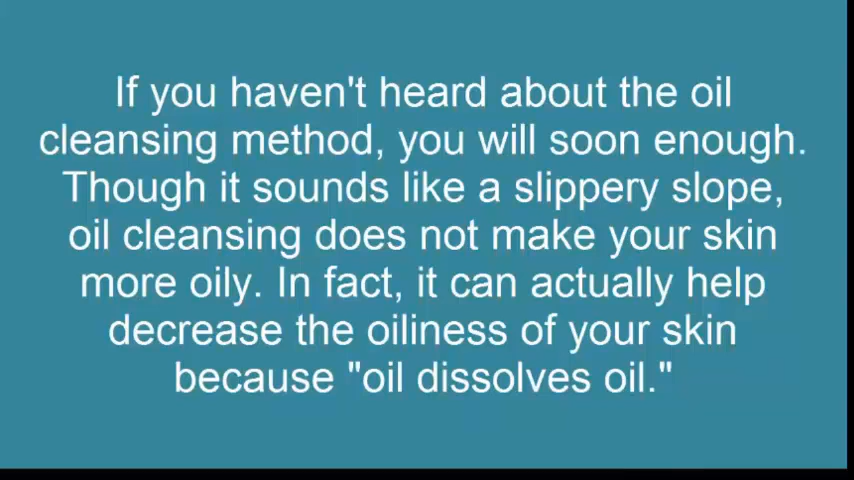 If you haven't heard about the oil
cleansing method, you will soon enough.
Though it sounds like a slippery slope,
oil cleansing does not make your skin
more oily. In fact, it can actually help
decrease the oiliness of your skin
because "oil dissolves oil."